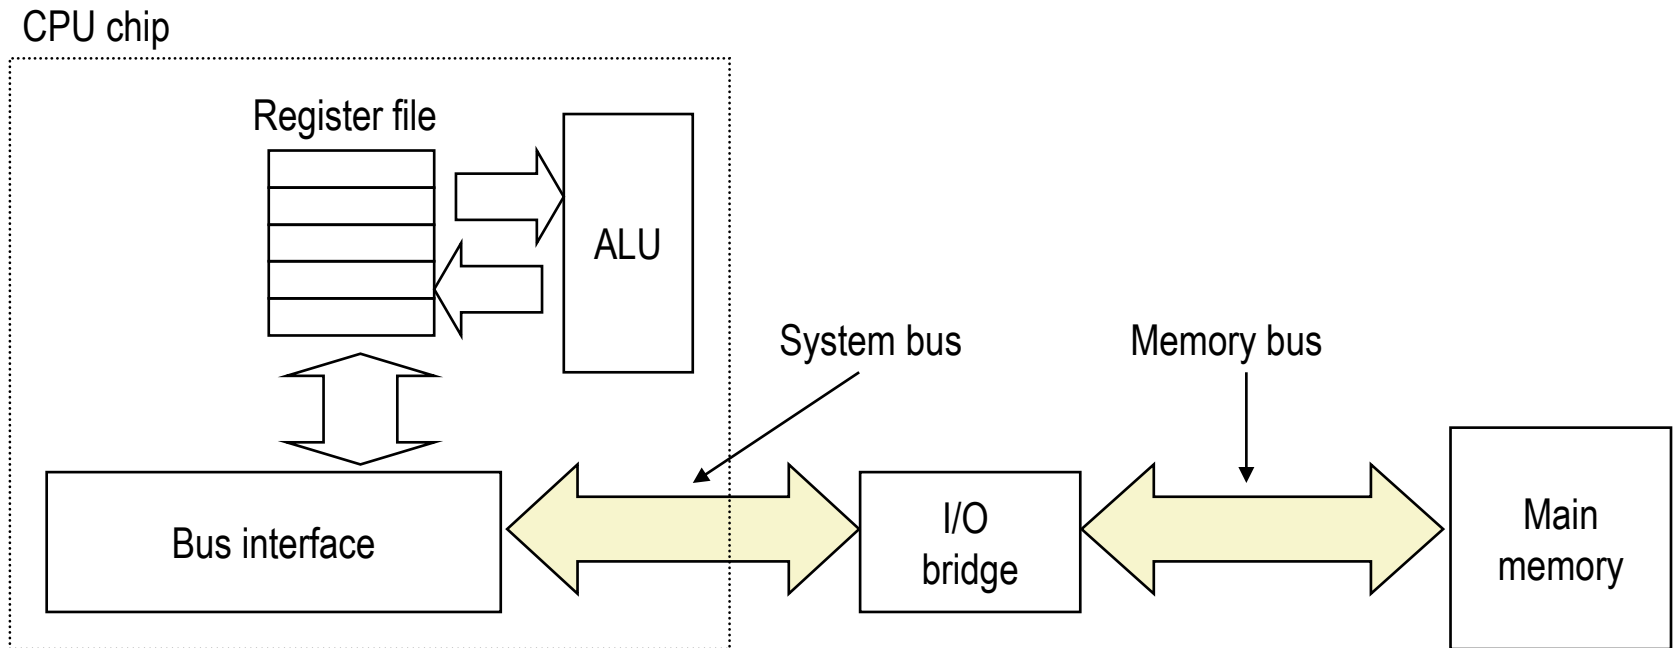 CPU chip
Register file
ALU
System bus
Memory bus
Bus interface
I/O
bridge
Main
memory